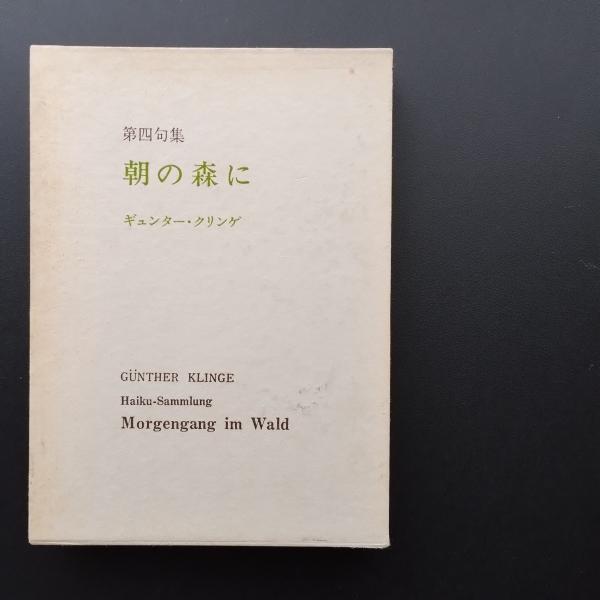 第四句集
朝の森に
ギュンター・クリンゲ
GÜNTHER KLINGE
Haiku-Sammlung
Morgengang im Wald